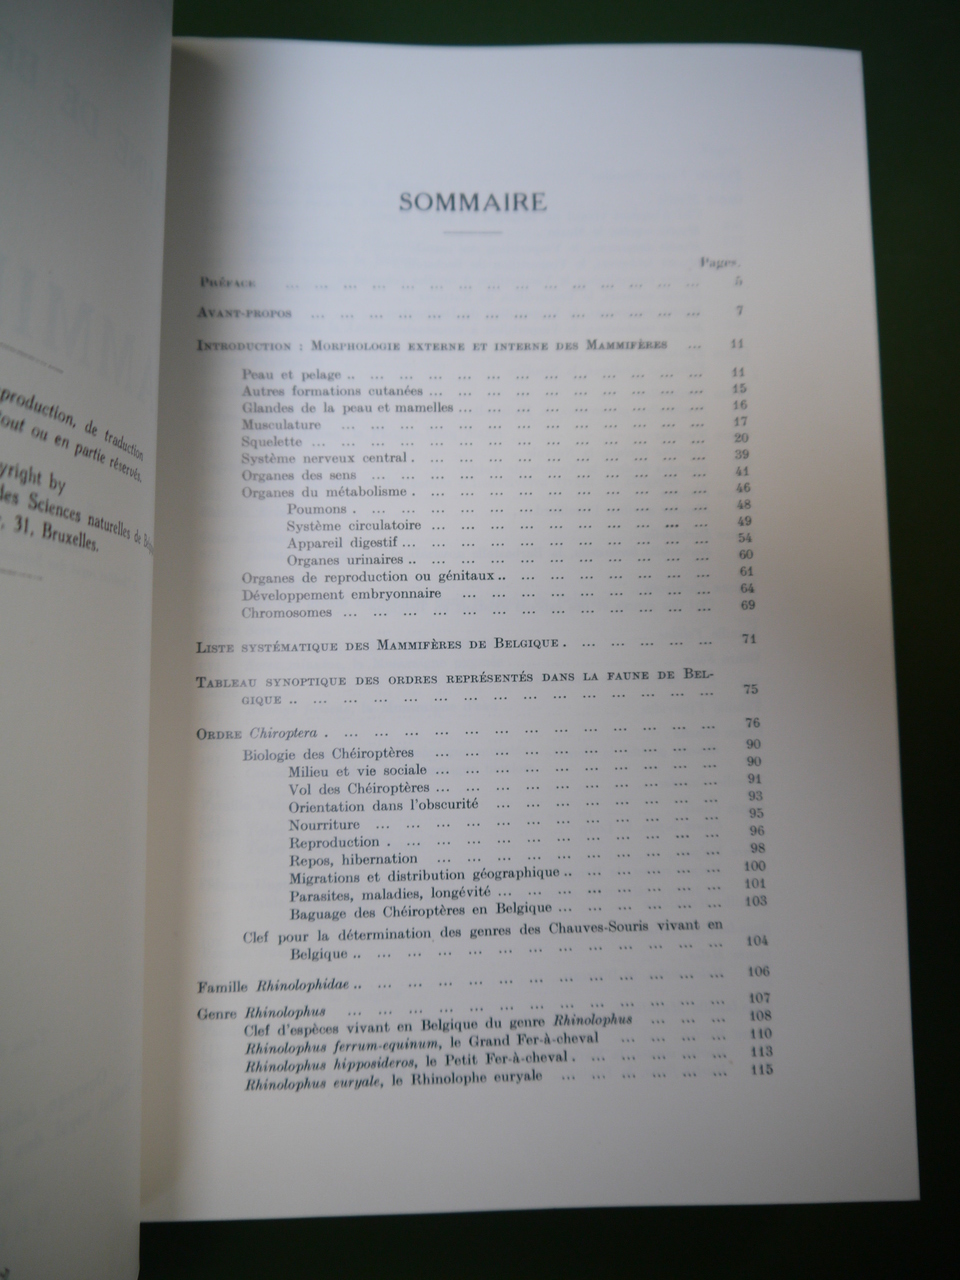 production, de traduction
tout ou en partie réservés.
yright by
des Sciences naturelles de
, 31, Bruxelles.
SOMMAIRE
Pages.
Préface ... 5
Avant-propos ... 7
Introduction : Morphologie externe et interne des Mammifères ... 11
Peau et pelage ... 11
Autres formations cutanées ... 15
Glandes de la peau et mamelles ... 16
Musculature ... 17
Squelette ... 20
Système nerveux central ... 39
Organes des sens ... 41
Organes du métabolisme ... 46
Poumons ... 48
Système circulatoire ... 49
Appareil digestif ... 54
Organes urinaires ... 60
Organes de reproduction ou génitaux ... 61
Développement embryonnaire ... 64
Chromosomes ... 69
Liste systématique des Mammifères de Belgique ... 71
Tableau synoptique des ordres représentés dans la faune de Bel-
gique ... 75
Ordre Chiroptera ... 76
Biologie des Chéiroptères ... 90
Milieu et vie sociale ... 90
Vol des Chéiroptères ... 91
Orientation dans l'obscurité ... 93
Nourriture ... 95
Reproduction ... 96
Repos, hibernation ... 98
Migrations et distribution géographique ... 100
Parasites, maladies, longévité ... 101
Baguage des Chéiroptères en Belgique ... 103
Clef pour la détermination des genres des Chauves-Souris vivant en
Belgique ... 104
Famille Rhinolophidae ... 106
Genre Rhinolophus ... 107
Clef d'espèces vivant en Belgique du genre Rhinolophus ... 108
Rhinolophus ferrum-equinum, le Grand Fer-à-cheval ... 110
Rhinolophus hipposideros, le Petit Fer-à-cheval ... 113
Rhinolophus euryale, le Rhinolophe euryale ... 115